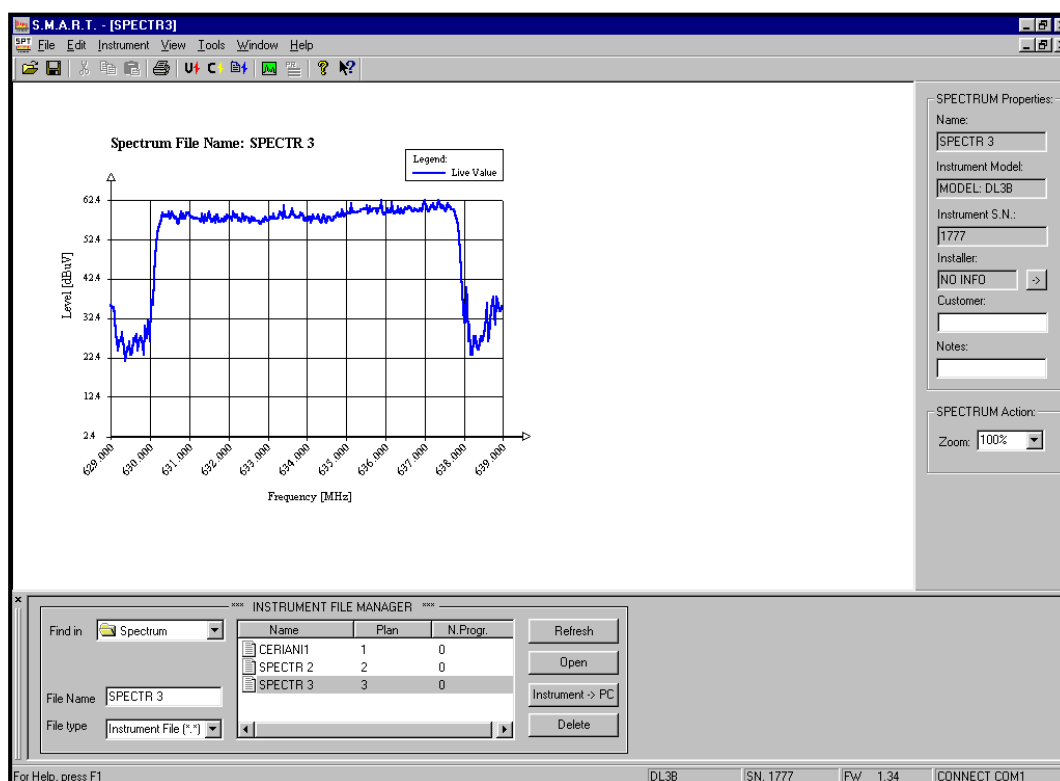 S.M.A.R.T. - [SPECTR3]
SPT File Edit Instrument View Tools Window Help
Spectrum File Name: SPECTR 3
Legend:
Live Value
Level [dBuV]
62.4
52.4
42.4
32.4
22.4
12.4
2.4
629.000 630.000 631.000 632.000 633.000 634.000 635.000 636.000 637.000 638.000 639.000
Frequency [MHz]
SPECTRUM Properties:
Name:
SPECTR 3
Instrument Model:
MODEL: DL3B
Instrument S.N.:
1777
Installer:
NO INFO ->
Customer:
Notes:
SPECTRUM Action:
Zoom: 100%
*** INSTRUMENT FILE MANAGER ***
Find in Spectrum
File Name SPECTR 3
File type Instrument File (*.*)
Name Plan N.Progr.
CERIANI1 1 0
SPECTR 2 2 0
SPECTR 3 3 0
Refresh
Open
Instrument -> PC
Delete
For Help, press F1 DL3B SN. 1777 FW 1.34 CONNECT COM1